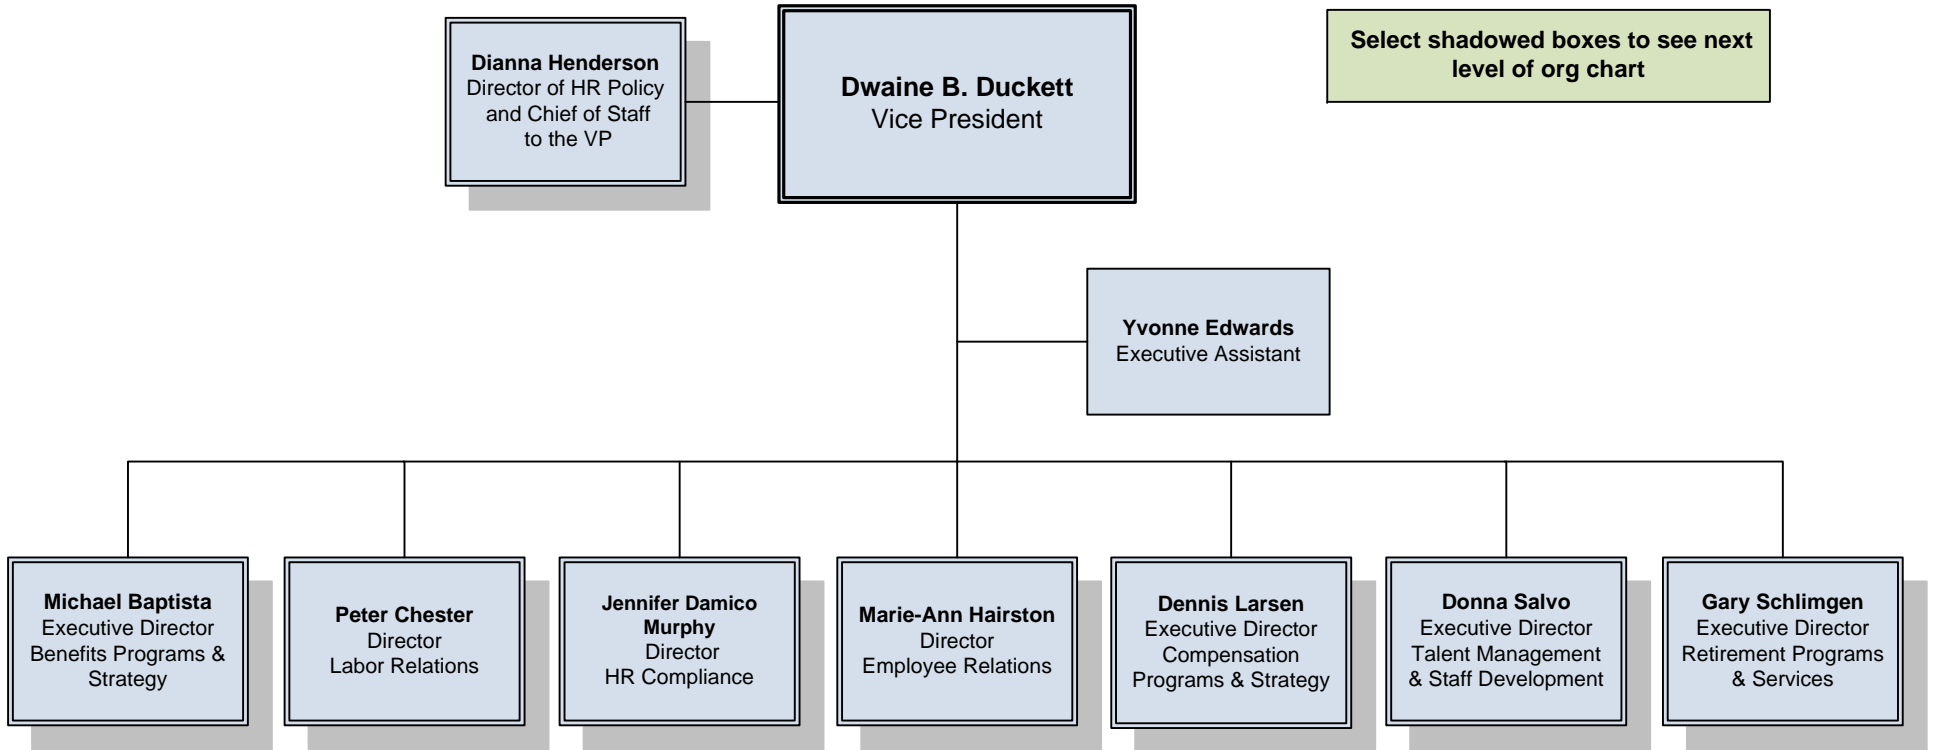 Dianna Henderson
Director of HR Policy
and Chief of Staff
to the VP
Dwaine B. Duckett
Vice President
Select shadowed boxes to see next
level of org chart
Yvonne Edwards
Executive Assistant
Michael Baptista
Executive Director
Benefits Programs &
Strategy
Peter Chester
Director
Labor Relations
Jennifer Damico
Murphy
Director
HR Compliance
Marie-Ann Hairston
Director
Employee Relations
Dennis Larsen
Executive Director
Compensation
Programs & Strategy
Donna Salvo
Executive Director
Talent Management
& Staff Development
Gary Schlimgen
Executive Director
Retirement Programs
& Services